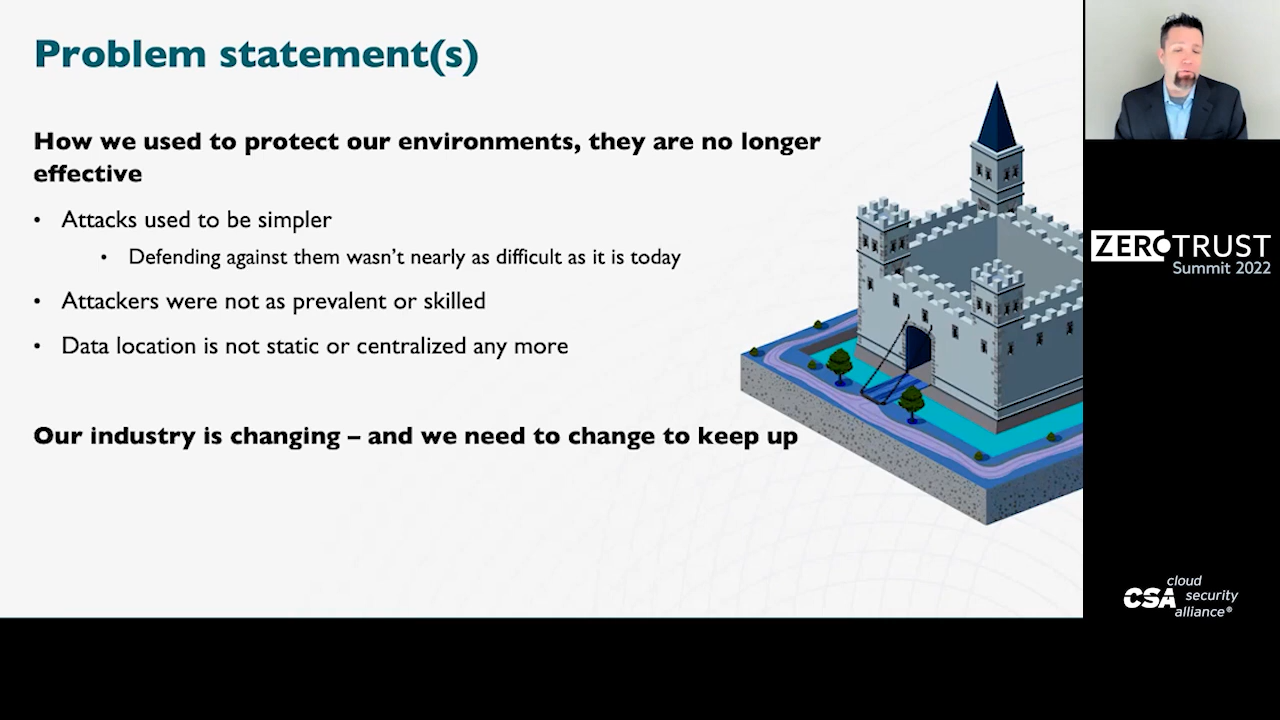 Problem statement(s)
How we used to protect our environments, they are no longer
effective
• Attacks used to be simpler
• Defending against them wasn't nearly as difficult as it is today
• Attackers were not as prevalent or skilled
• Data location is not static or centralized any more
Our industry is changing – and we need to change to keep up
ZEROTRUST
Summit 2022
CSA cloud
security
alliance®